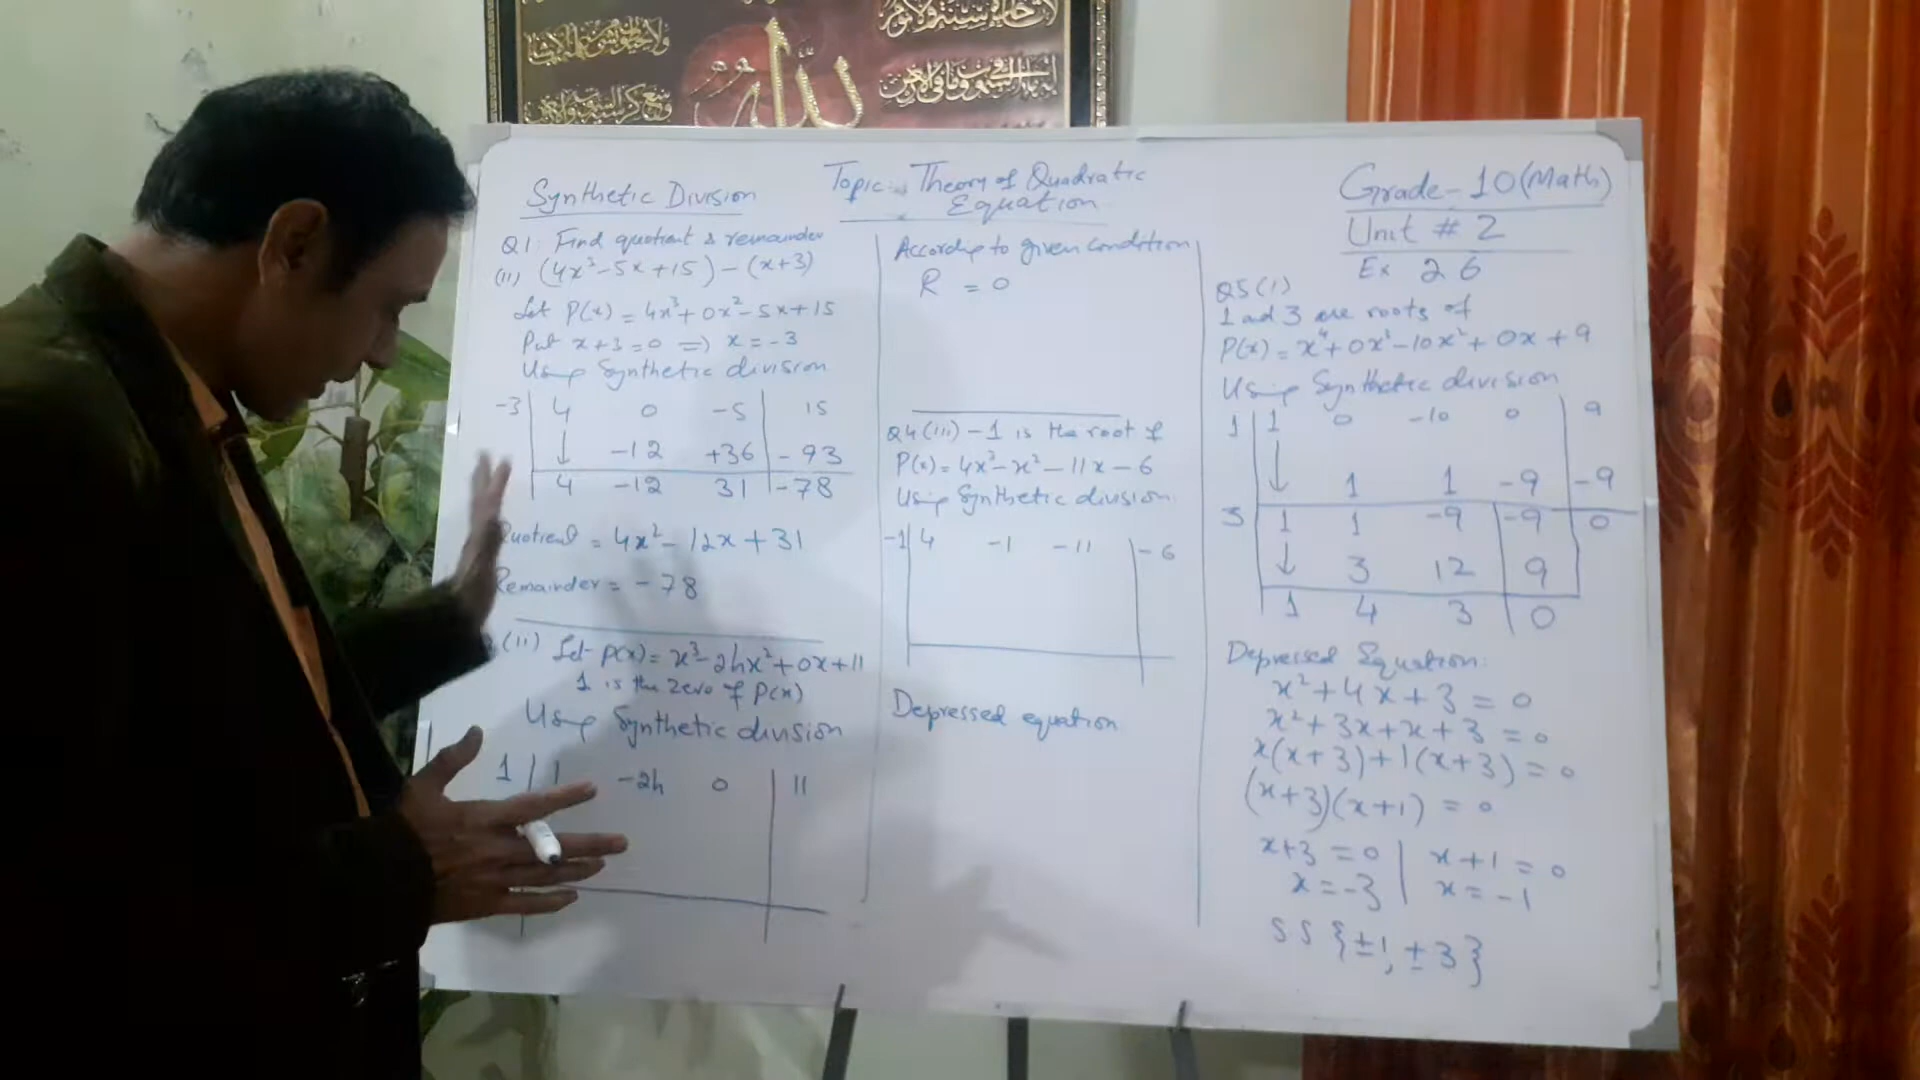 الله
Synthetic Division
Topic: Theory of Quadratic
Equation
Grade - 10 (Math)
Unit # 2
Ex 2 6
Q1: Find quotient & remainder
(ii) (4x³-5x+15) - (x+3)
Let P(x) = 4x³+0x²-5x+15
Put x+3=0 => x = -3
Using Synthetic division
-3 | 4 0 -5 | 15
↓ -12 +36 | -93
4 -12 31 | -78
Quotient = 4x²-12x+31
Remainder = -78
(ii) Let p(x) = x³-2hx²+0x+11
1 is the zero of P(x)
Using Synthetic division
1 | 1 -2h 0 | 11
According to given condition
R = 0
Q4(iii) -1 is the root of
P(x) = 4x³-x²-11x-6
Using Synthetic division
-1 | 4 -1 -11 | -6
Depressed equation
Q5(i)
1 ad 3 are roots of
P(x) = x⁴+0x³-10x²+0x+9
Using Synthetic division
1 | 1 0 -10 0 | 9
↓ 1 1 -9 | -9
3 | 1 1 -9 | -9 | 0
↓ 3 12 | 9
1 4 3 | 0
Depressed Equation:
x²+4x+3=0
x²+3x+x+3=0
x(x+3)+1(x+3)=0
(x+3)(x+1)=0
x+3=0 | x+1=0
x=-3 | x=-1
S S {±1, ±3}